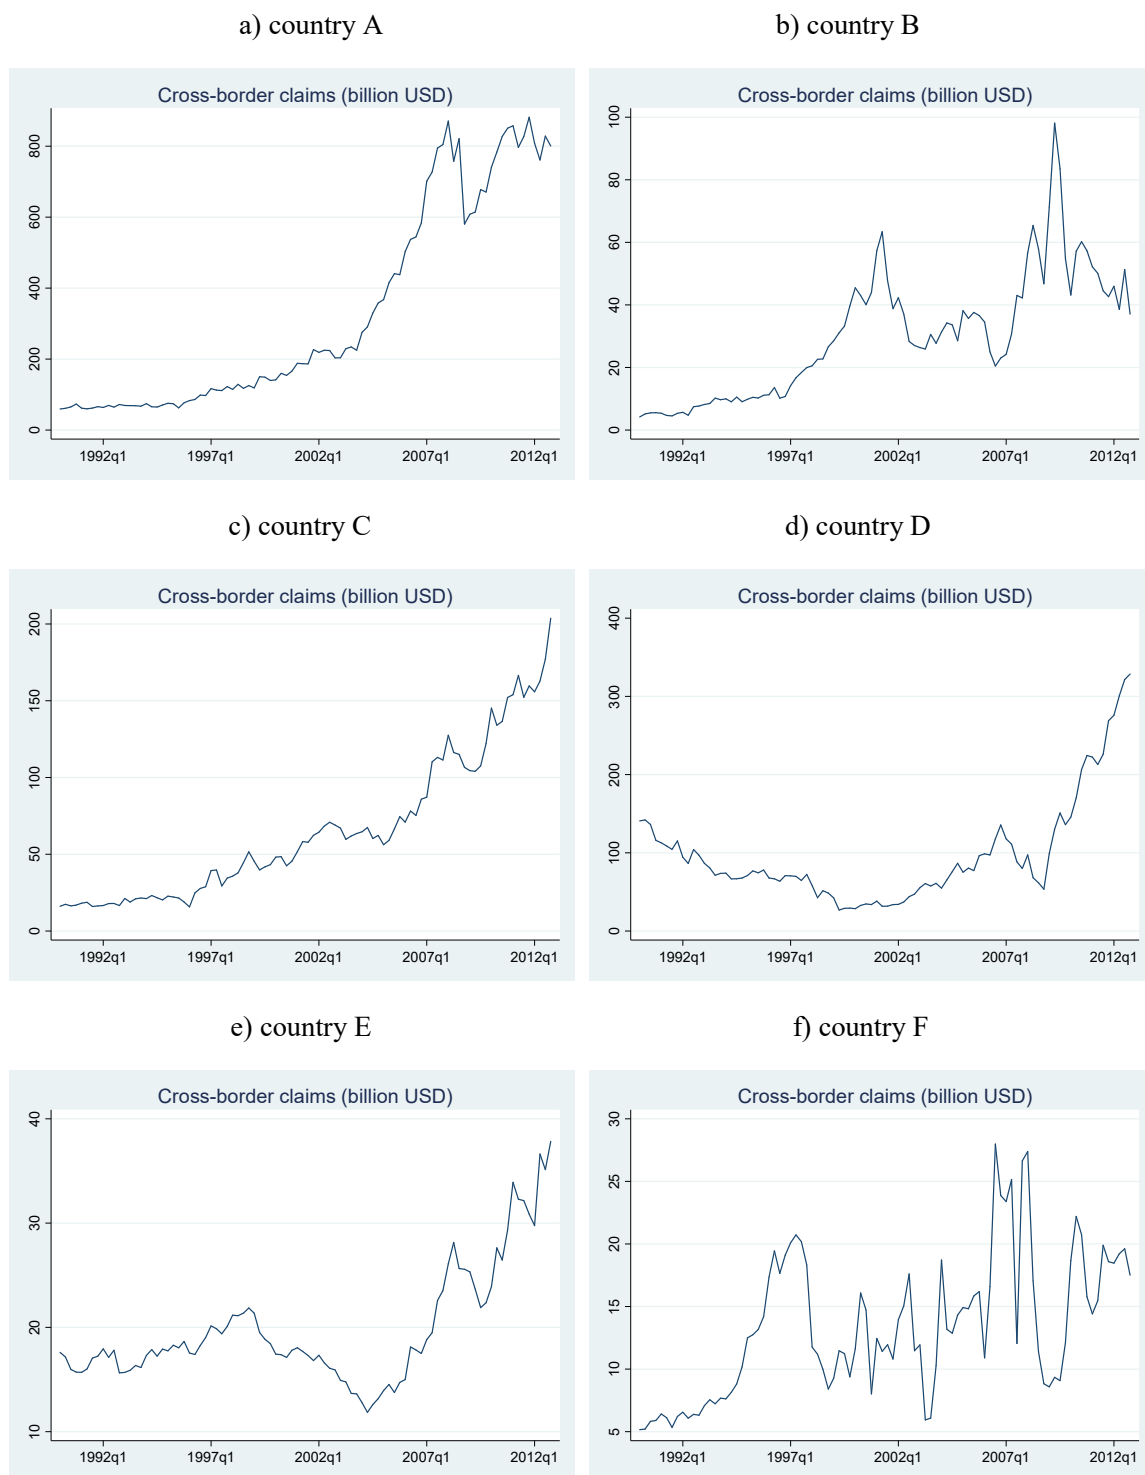 a) country A
Cross-border claims (billion USD)
800
600
400
200
0
1992q1 1997q1 2002q1 2007q1 2012q1
b) country B
Cross-border claims (billion USD)
100
80
60
40
20
0
1992q1 1997q1 2002q1 2007q1 2012q1
c) country C
Cross-border claims (billion USD)
200
150
100
50
0
1992q1 1997q1 2002q1 2007q1 2012q1
d) country D
Cross-border claims (billion USD)
400
300
200
100
0
1992q1 1997q1 2002q1 2007q1 2012q1
e) country E
Cross-border claims (billion USD)
40
30
20
10
1992q1 1997q1 2002q1 2007q1 2012q1
f) country F
Cross-border claims (billion USD)
30
25
20
15
10
5
1992q1 1997q1 2002q1 2007q1 2012q1